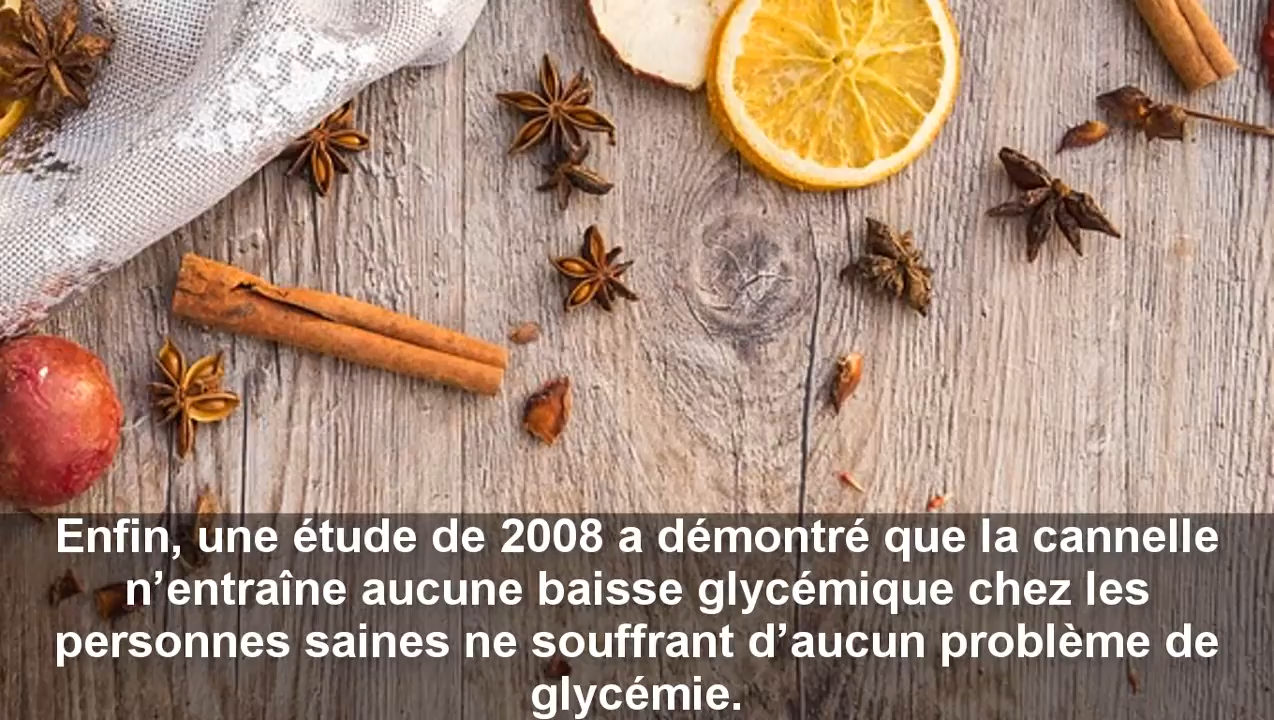 Enfin, une étude de 2008 a démontré que la cannelle
n’entraîne aucune baisse glycémique chez les
personnes saines ne souffrant d’aucun problème de
glycémie.